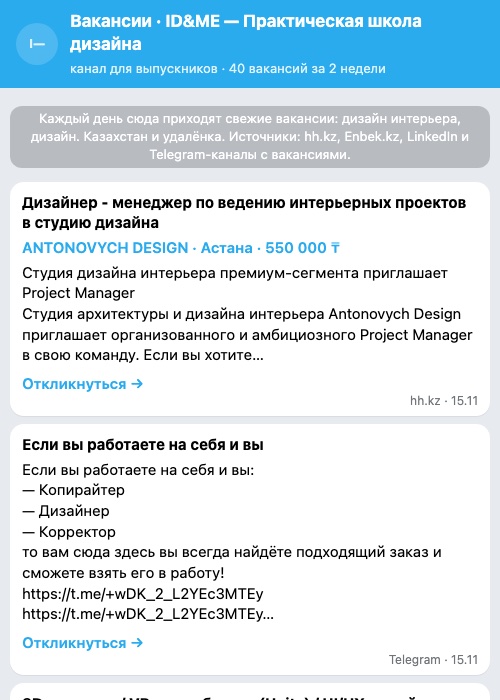 Вакансии · ID&ME — Практическая школа
дизайна
канал для выпускников · 40 вакансий за 2 недели
I—
Каждый день сюда приходят свежие вакансии: дизайн интерьера,
дизайн. Казахстан и удалёнка. Источники: hh.kz, Enbek.kz, LinkedIn и
Telegram-каналы с вакансиями.
Дизайнер - менеджер по ведению интерьерных проектов
в студию дизайна
ANTONOVYCH DESIGN · Астана · 550 000 ₸
Студия дизайна интерьера премиум-сегмента приглашает
Project Manager
Студия архитектуры и дизайна интерьера Antonovych Design
приглашает организованного и амбициозного Project Manager
в свою команду. Если вы хотите...
Откликнуться →
hh.kz · 15.11
Если вы работаете на себя и вы
Если вы работаете на себя и вы:
— Копирайтер
— Дизайнер
— Корректор
то вам сюда здесь вы всегда найдёте подходящий заказ и
сможете взять его в работу!
https://t.me/+wDK_2_L2YEc3MTEy
https://t.me/+wDK_2_L2YEc3MTEy...
Откликнуться →
Telegram · 15.11